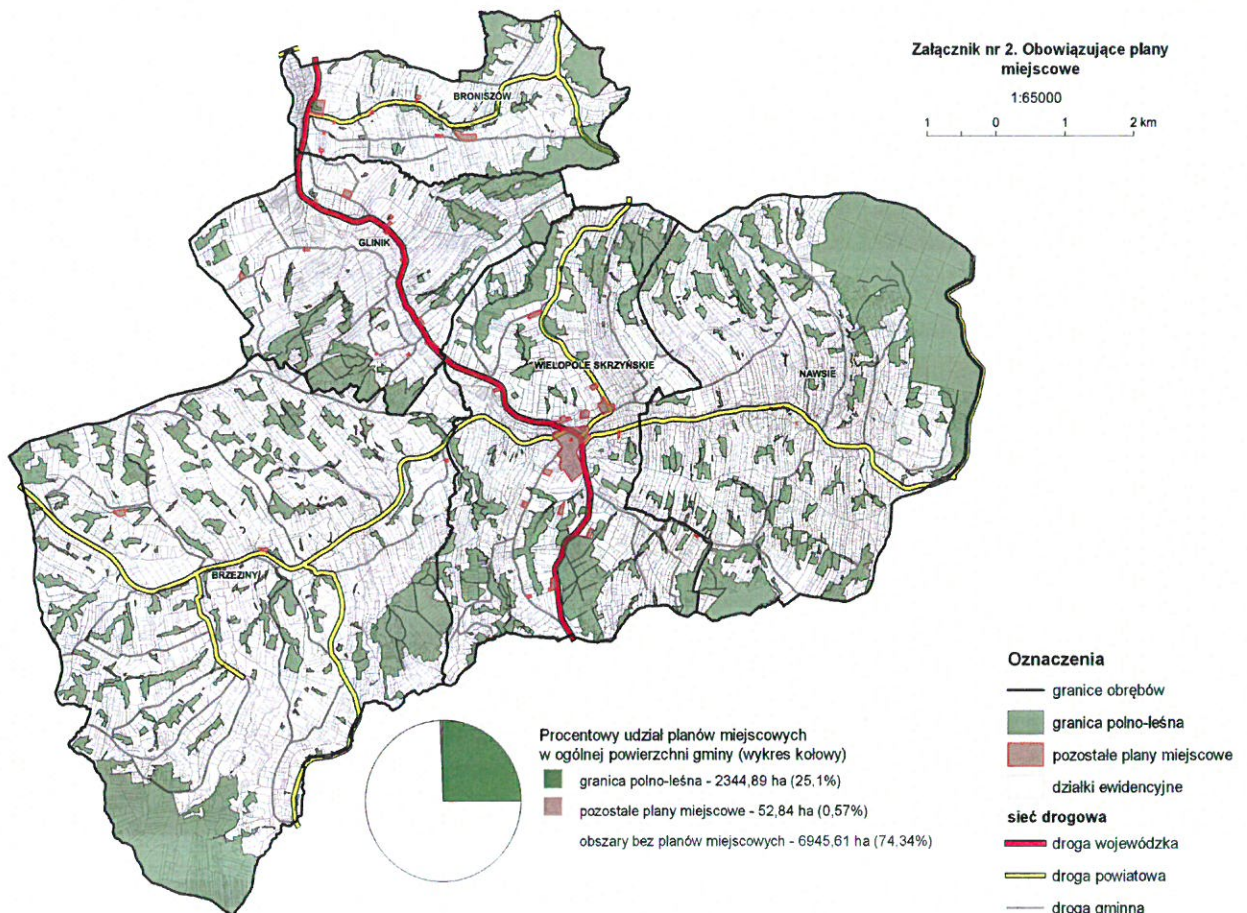 Załącznik nr 2. Obowiązujące plany
miejscowe
1:65000
1 0 1 2 km
BRONISZÓW
GLINIK
WIELOPOLE SKRZYŃSKIE
NAWSIE
BRZEZINY
Procentowy udział planów miejscowych
w ogólnej powierzchni gminy (wykres kołowy)
granica polno-leśna - 2344,89 ha (25,1%)
pozostałe plany miejscowe - 52,84 ha (0,57%)
obszary bez planów miejscowych - 6945,61 ha (74.34%)
Oznaczenia
granice obrębów
granica polno-leśna
pozostałe plany miejscowe
działki ewidencyjne
sieć drogowa
droga wojewódzka
droga powiatowa
droga gminna